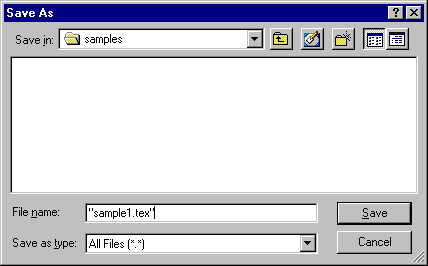 Save As
Save in: samples
File name: "sample1.tex"
Save
Save as type: All Files (*.*)
Cancel